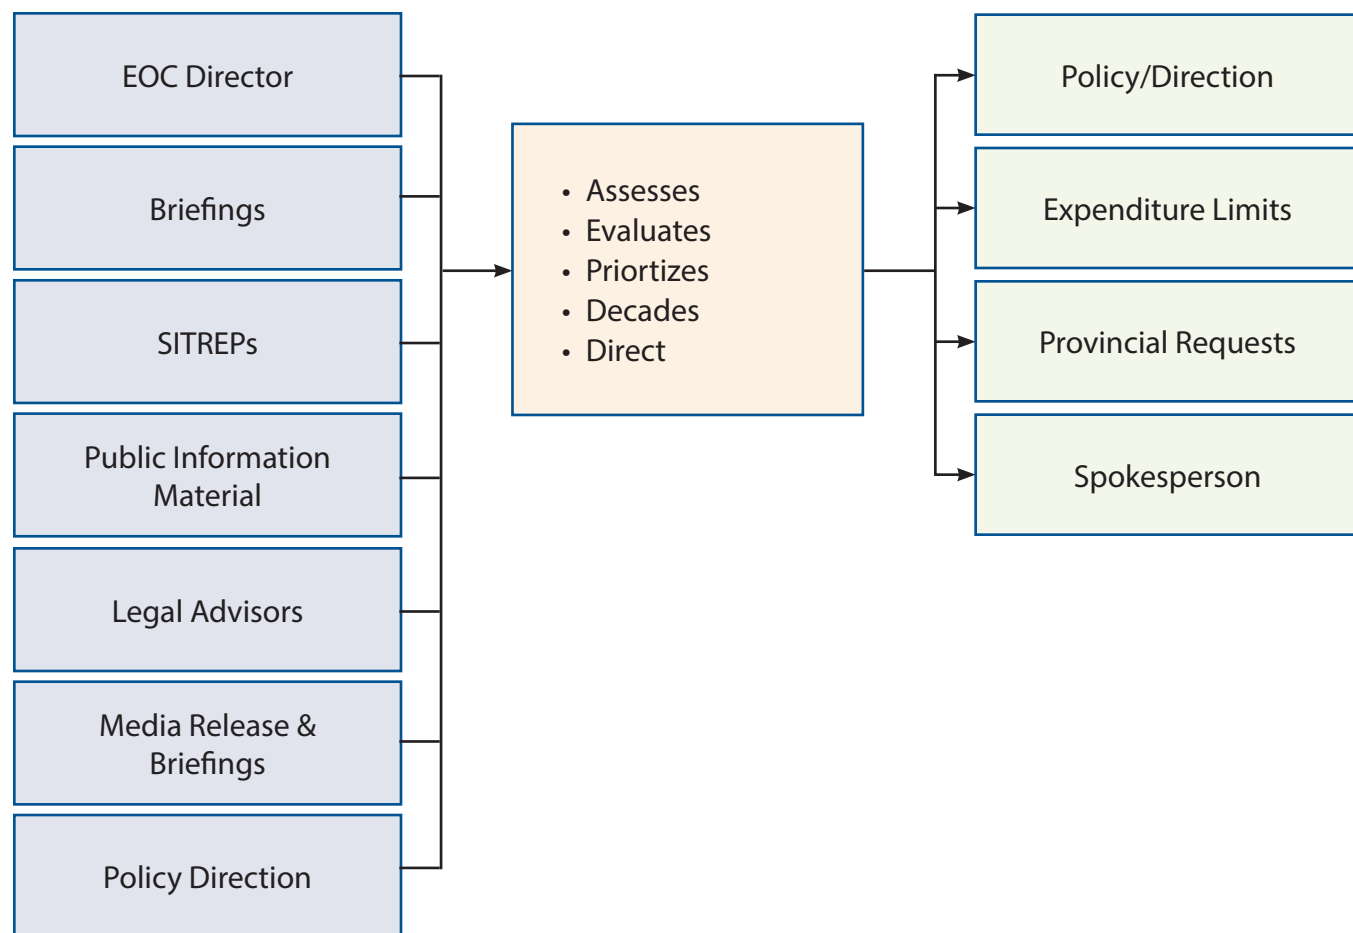 EOC Director
Briefings
SITREPs
Public Information
Material
Legal Advisors
Media Release &
Briefings
Policy Direction
• Assesses
• Evaluates
• Priortizes
• Decades
• Direct
Policy/Direction
Expenditure Limits
Provincial Requests
Spokesperson